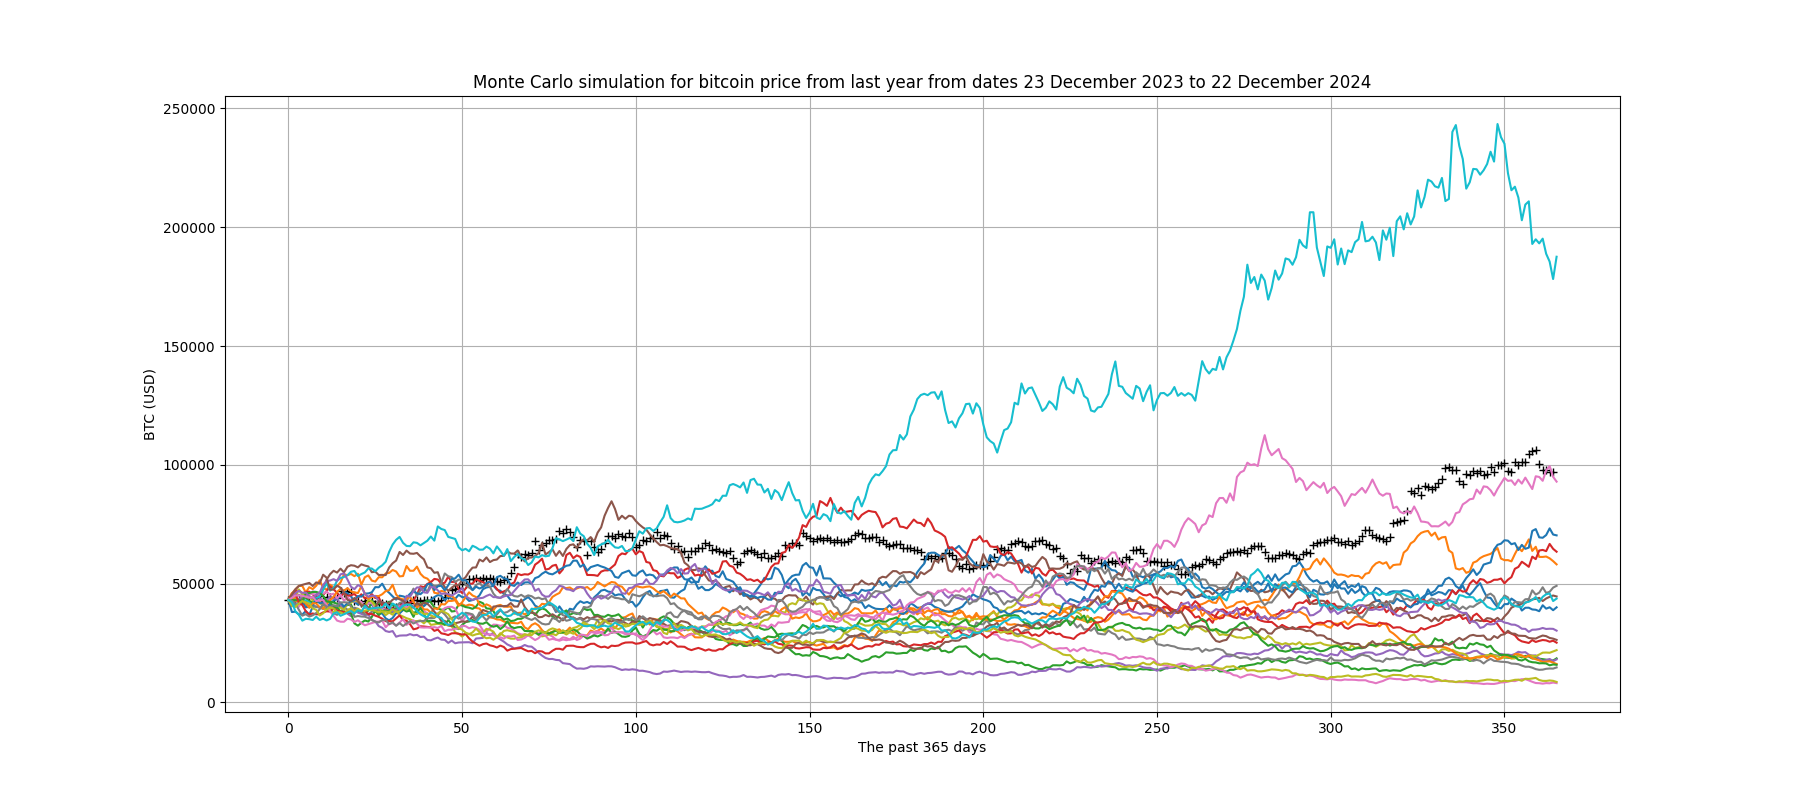 Monte Carlo simulation for bitcoin price from last year from dates 23 December 2023 to 22 December 2024
250000
200000
150000
100000
50000
0
BTC (USD)
0 50 100 150 200 250 300 350
The past 365 days